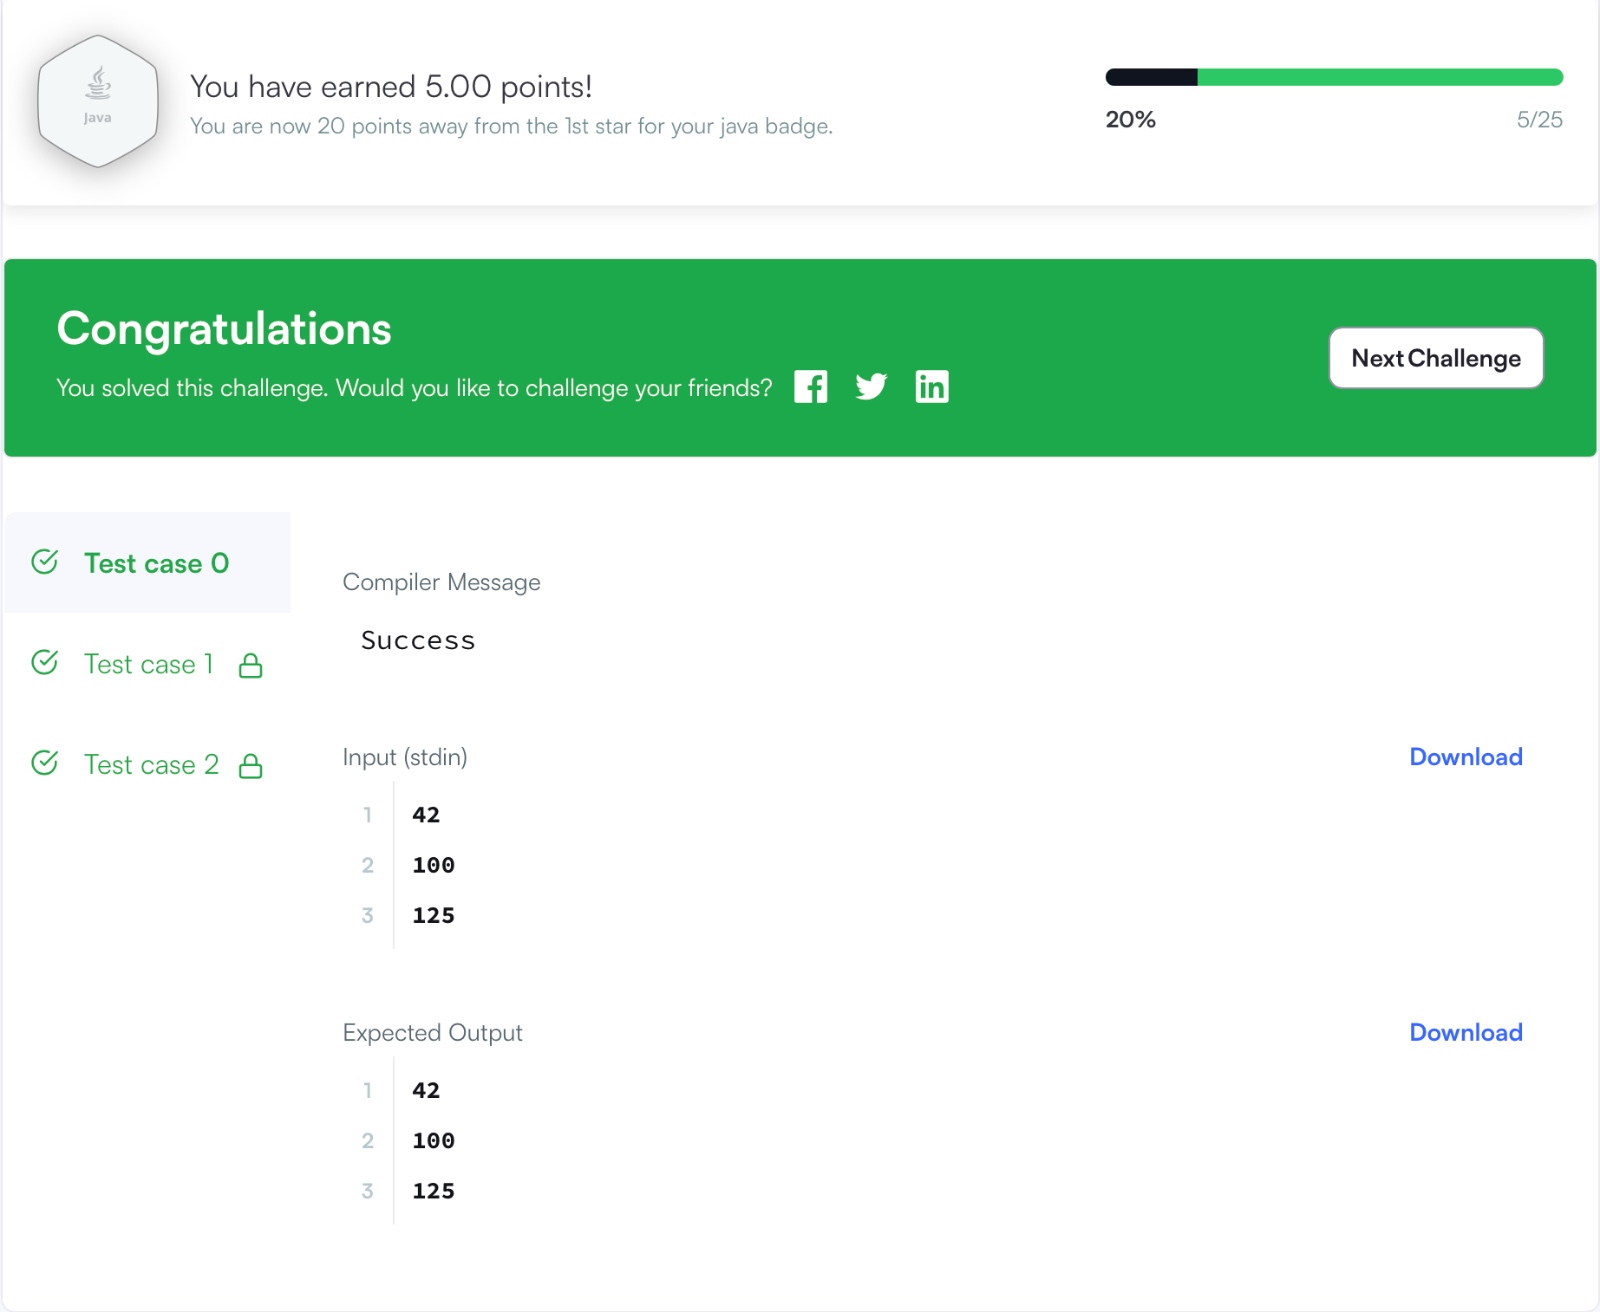 Java
You have earned 5.00 points!
You are now 20 points away from the 1st star for your java badge.
20%
5/25
Congratulations
You solved this challenge. Would you like to challenge your friends?
Next Challenge
Test case 0
Test case 1
Test case 2
Compiler Message
Success
Input (stdin)
Download
1 42
2 100
3 125
Expected Output
Download
1 42
2 100
3 125